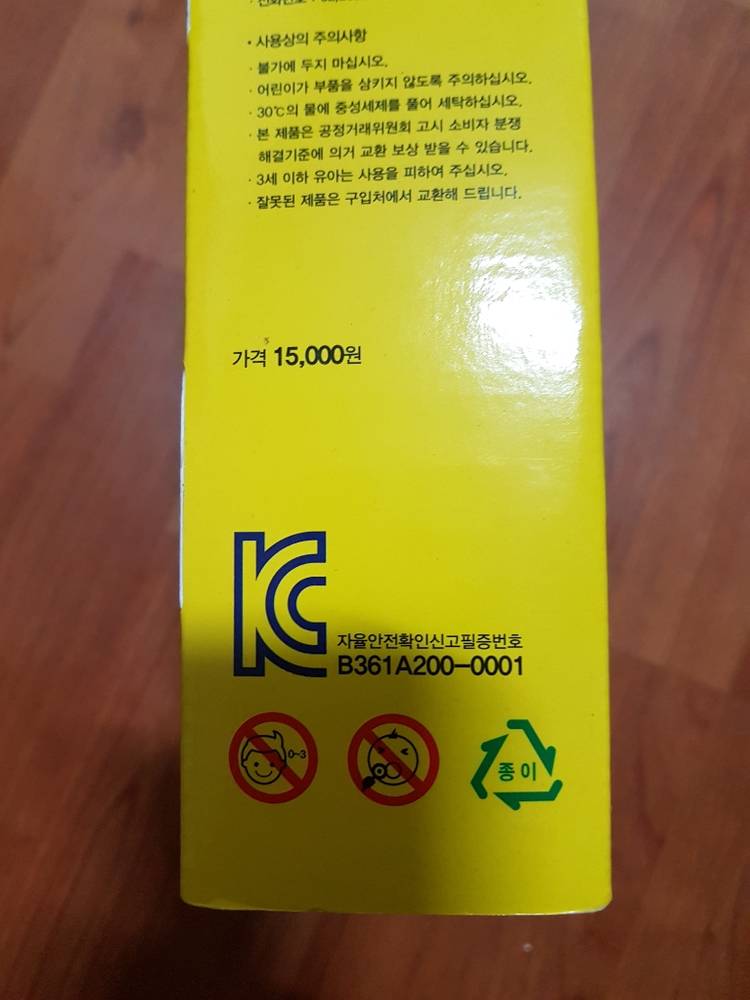 · 사용상의 주의사항
· 불가에 두지 마십시오.
· 어린이가 부품을 삼키지 않도록 주의하십시오.
· 30℃의 물에 중성세제를 풀어 세탁하십시오.
· 본 제품은 공정거래위원회 고시 소비자 분쟁
해결기준에 의거 교환 보상 받을 수 있습니다.
· 3세 이하 유아는 사용을 피하여 주십시오.
· 잘못된 제품은 구입처에서 교환해 드립니다.
가격 15,000원
KC
자율안전확인신고필증번호
B361A200-0001
0~3
종이